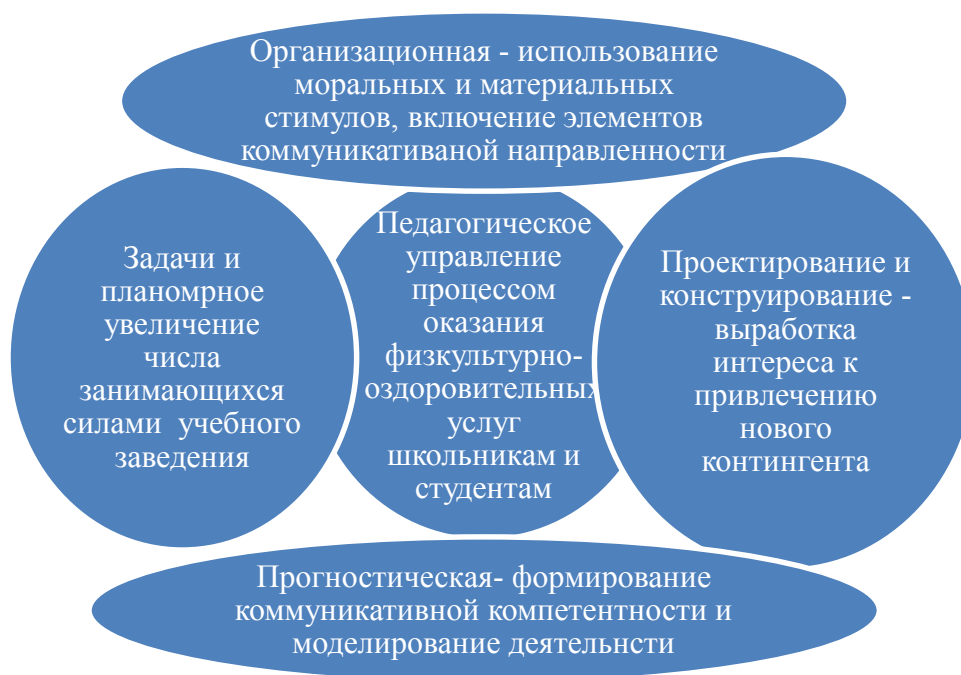 Организационная - использование
моральных и материальных
стимулов, включение элементов
коммуникативаной направленности
Задачи и
планомрное
увеличение
числа
занимающихся
силами учебного
заведения
Педагогическое
управление
процессом
оказания
физкультурно-
оздоровительных
услуг
школьникам и
студентам
Проектирование и
конструирование -
выработка
интереса к
привлечению
нового
контингента
Прогностическая- формирование
коммуникативной компетентности и
моделирование деятельнсти